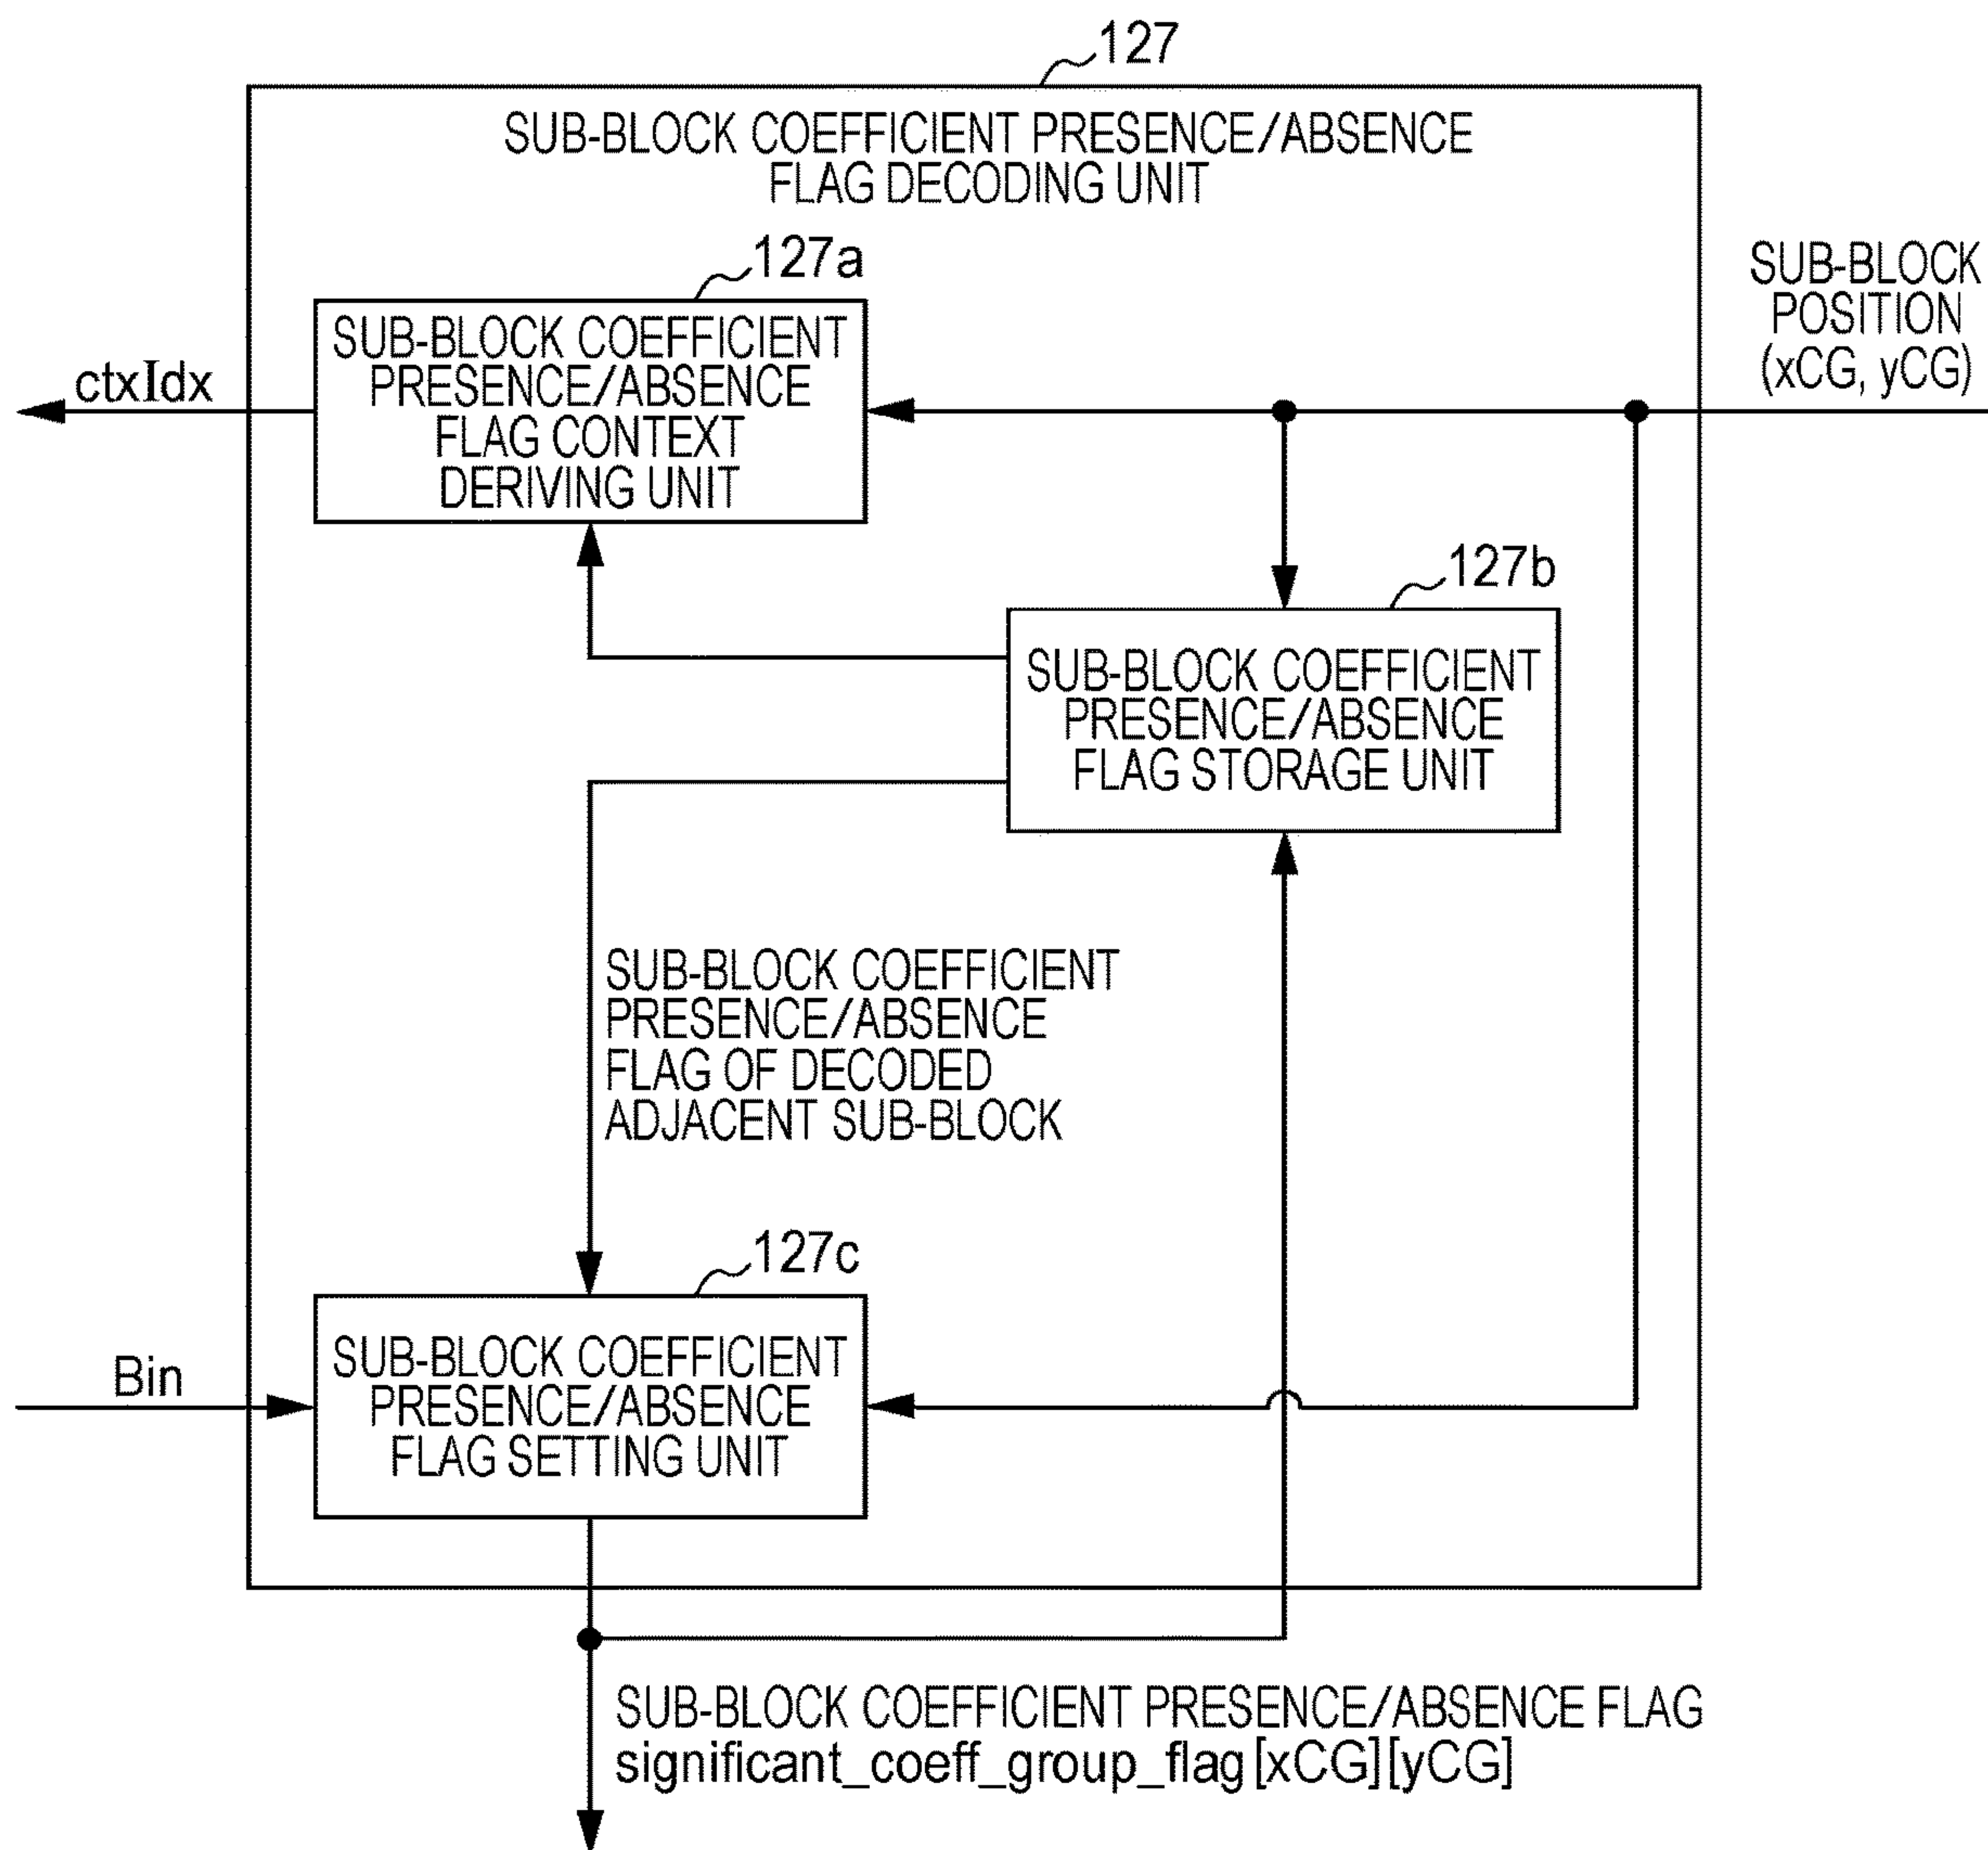 127
SUB-BLOCK COEFFICIENT PRESENCE/ABSENCE
FLAG DECODING UNIT
127a
SUB-BLOCK
POSITION
(xCG, yCG)
SUB-BLOCK COEFFICIENT
PRESENCE/ABSENCE
FLAG CONTEXT
DERIVING UNIT
ctxIdx
127b
SUB-BLOCK COEFFICIENT
PRESENCE/ABSENCE
FLAG STORAGE UNIT
SUB-BLOCK COEFFICIENT
PRESENCE/ABSENCE
FLAG OF DECODED
ADJACENT SUB-BLOCK
127c
SUB-BLOCK COEFFICIENT
PRESENCE/ABSENCE
FLAG SETTING UNIT
Bin
SUB-BLOCK COEFFICIENT PRESENCE/ABSENCE FLAG
significant_coeff_group_flag[xCG][yCG]